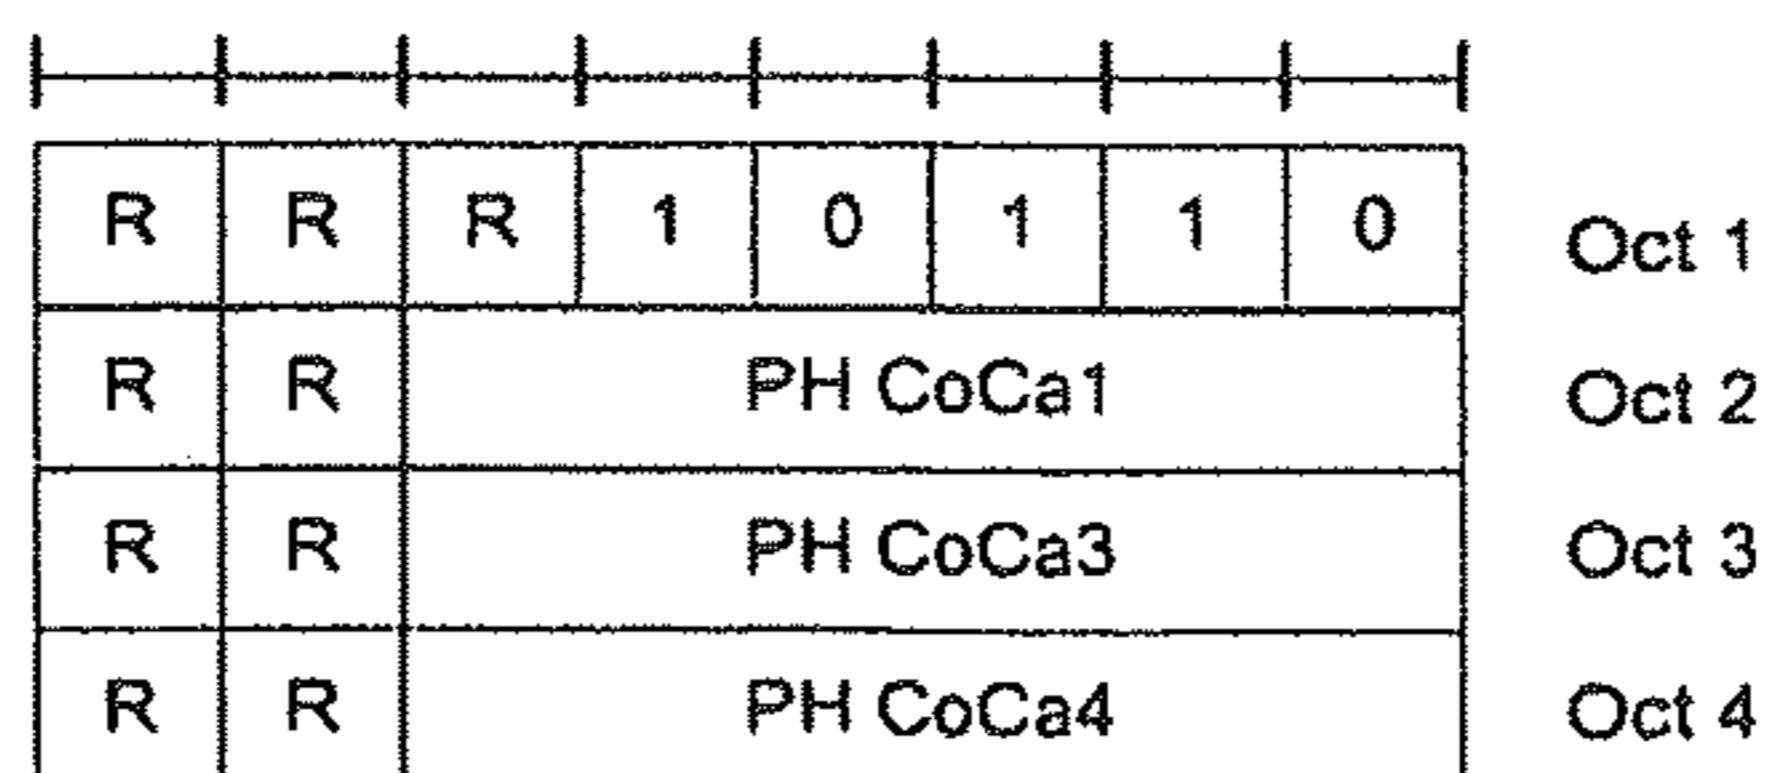 R R R 1 0 1 1 0 Oct 1
R R PH CoCa1 Oct 2
R R PH CoCa3 Oct 3
R R PH CoCa4 Oct 4